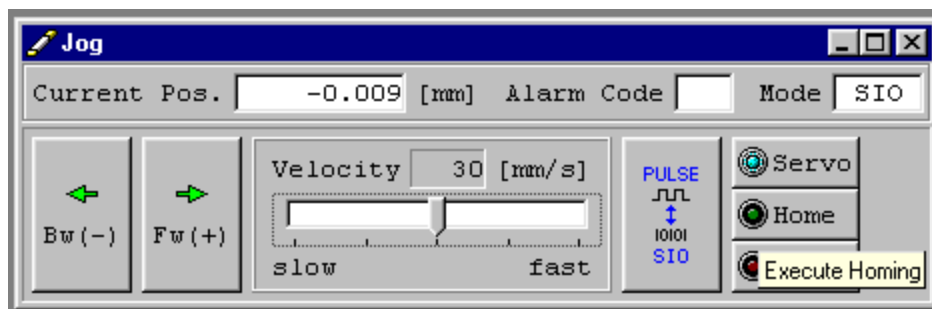 Jog
Current Pos. -0.009 [mm] Alarm Code Mode SIO
Velocity 30 [mm/s]
Bw(-) Fw(+)
slow fast
PULSE
IOIOI
SIO
Servo
Home
Execute Homing